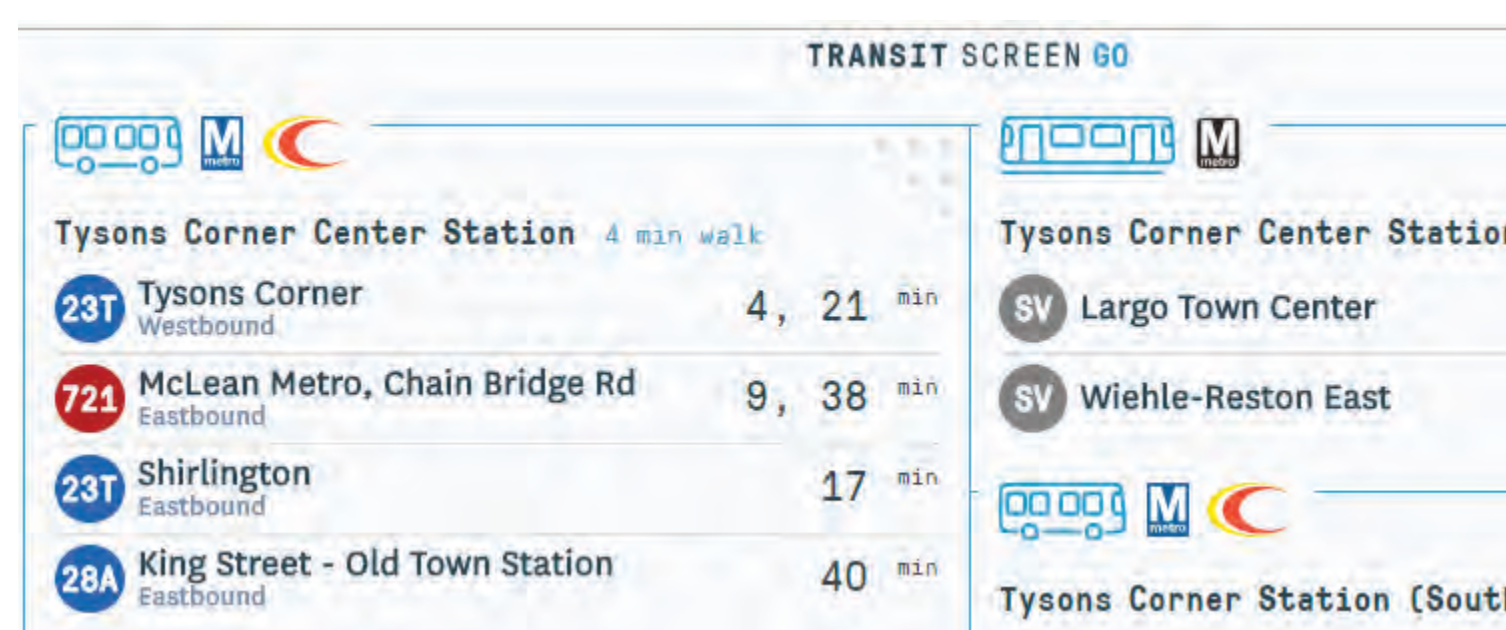 TRANSIT SCREEN GO
M metro
Tysons Corner Center Station 4 min walk
23T Tysons Corner 4, 21 min
Westbound
721 McLean Metro, Chain Bridge Rd 9, 38 min
Eastbound
23T Shirlington 17 min
Eastbound
28A King Street - Old Town Station 40 min
Eastbound
M metro
Tysons Corner Center Station
SV Largo Town Center
SV Wiehle-Reston East
M metro
Tysons Corner Station (South